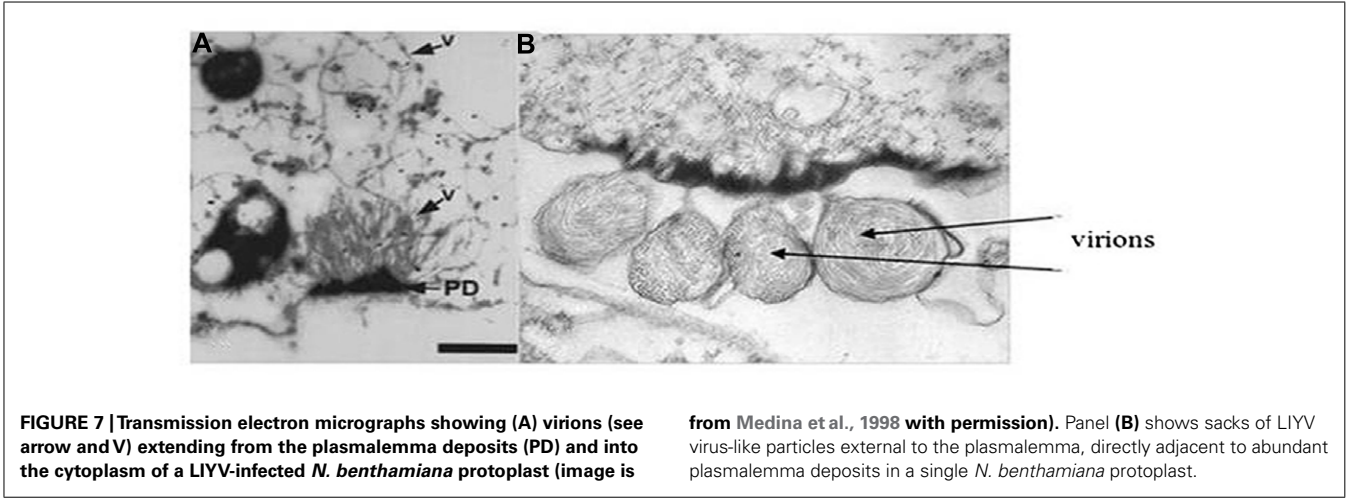 A
B
V
V
PD
virions
FIGURE 7 | Transmission electron micrographs showing (A) virions (see
arrow and V) extending from the plasmalemma deposits (PD) and into
the cytoplasm of a LIYV-infected N. benthamiana protoplast (image is
from Medina et al., 1998 with permission). Panel (B) shows sacks of LIYV
virus-like particles external to the plasmalemma, directly adjacent to abundant
plasmalemma deposits in a single N. benthamiana protoplast.